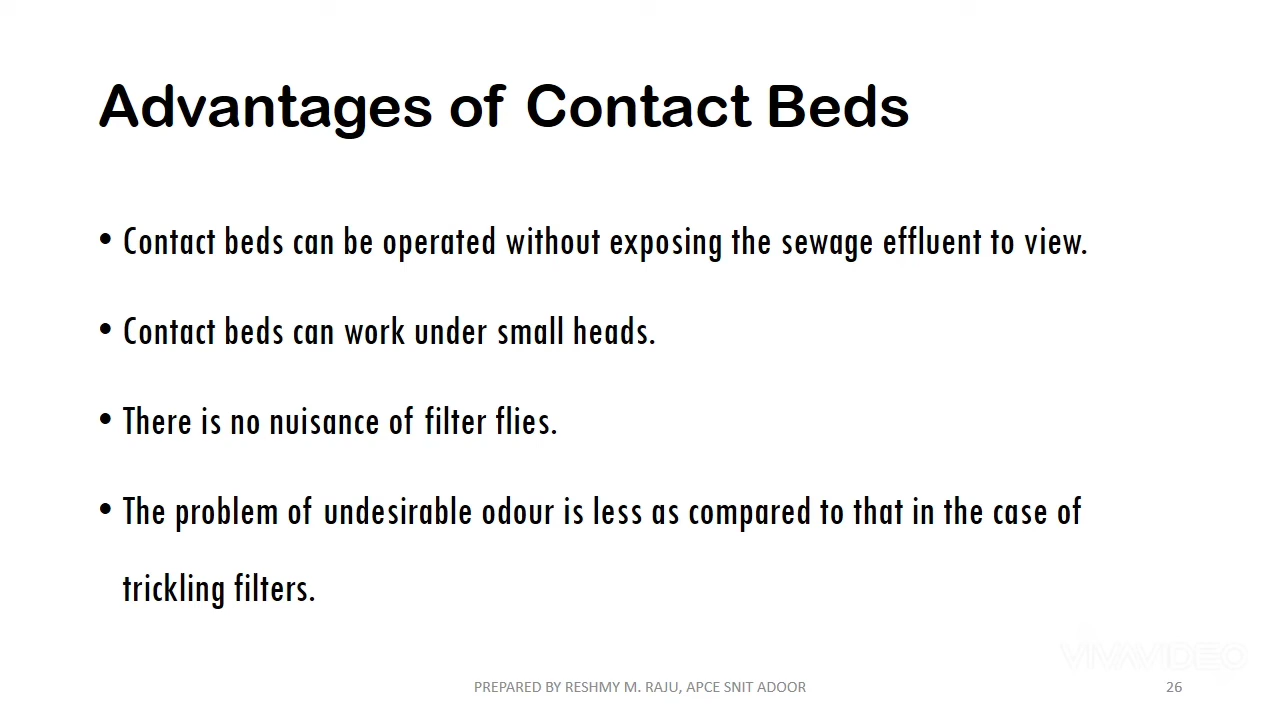 Advantages of Contact Beds
• Contact beds can be operated without exposing the sewage effluent to view.
• Contact beds can work under small heads.
• There is no nuisance of filter flies.
• The problem of undesirable odour is less as compared to that in the case of
trickling filters.
VIVAVIDEO
PREPARED BY RESHMY M. RAJU, APCE SNIT ADOOR
26